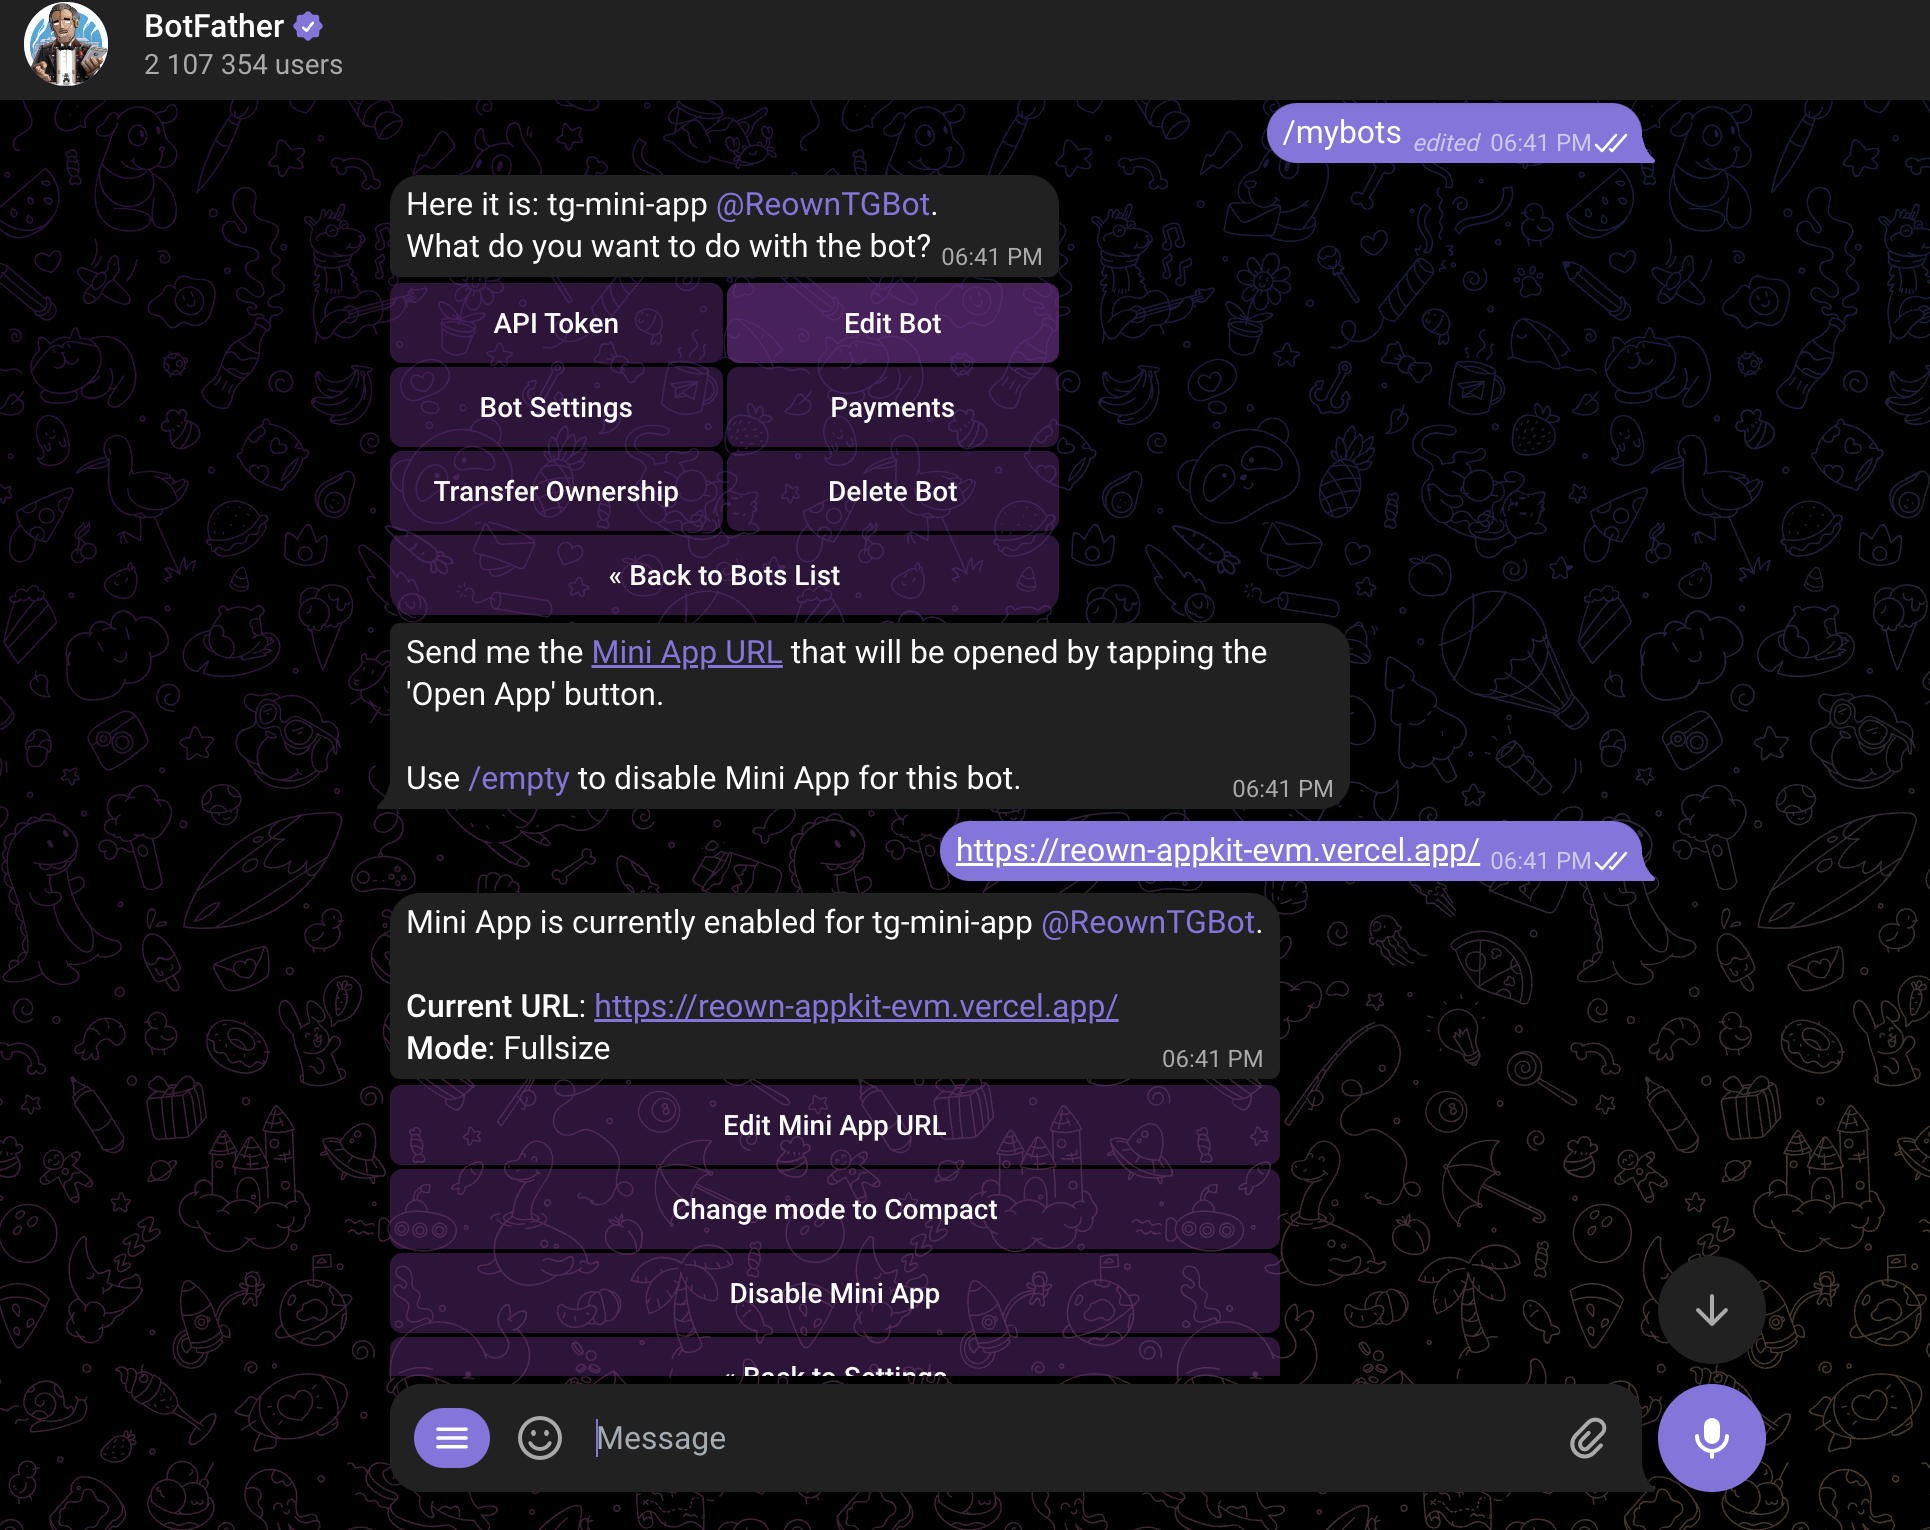 BotFather
2 107 354 users
/mybots edited 06:41 PM
Here it is: tg-mini-app @ReownTGBot.
What do you want to do with the bot? 06:41 PM
API Token
Edit Bot
Bot Settings
Payments
Transfer Ownership
Delete Bot
« Back to Bots List
Send me the Mini App URL that will be opened by tapping the
'Open App' button.
Use /empty to disable Mini App for this bot. 06:41 PM
https://reown-appkit-evm.vercel.app/ 06:41 PM
Mini App is currently enabled for tg-mini-app @ReownTGBot.
Current URL: https://reown-appkit-evm.vercel.app/
Mode: Fullsize 06:41 PM
Edit Mini App URL
Change mode to Compact
Disable Mini App
« Back to Settings
Message